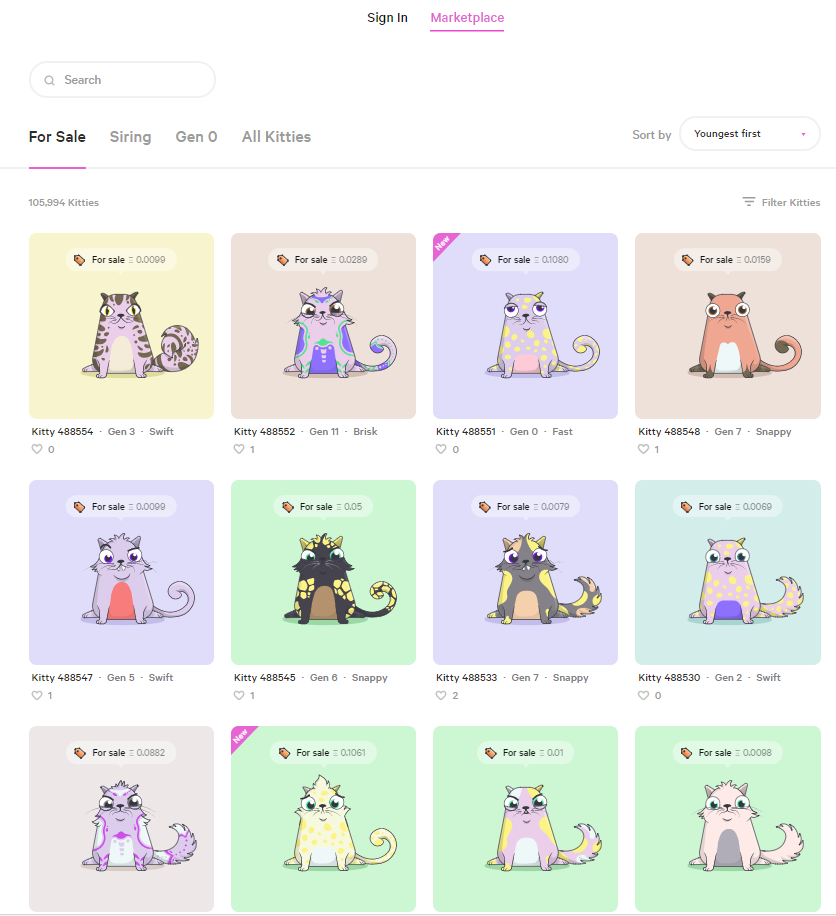 Sign In Marketplace
Search
For Sale Siring Gen 0 All Kitties Sort by Youngest first
105,994 Kitties Filter Kitties
For sale Ξ 0.0099 For sale Ξ 0.0289 New For sale Ξ 0.1080 For sale Ξ 0.0159
Kitty 488554 · Gen 3 · Swift Kitty 488552 · Gen 11 · Brisk Kitty 488551 · Gen 0 · Fast Kitty 488548 · Gen 7 · Snappy
0 1 0 1
For sale Ξ 0.0099 For sale Ξ 0.05 For sale Ξ 0.0079 For sale Ξ 0.0069
Kitty 488547 · Gen 5 · Swift Kitty 488545 · Gen 6 · Snappy Kitty 488533 · Gen 7 · Snappy Kitty 488530 · Gen 2 · Swift
1 1 2 0
For sale Ξ 0.0882 New For sale Ξ 0.1061 For sale Ξ 0.01 For sale Ξ 0.0098